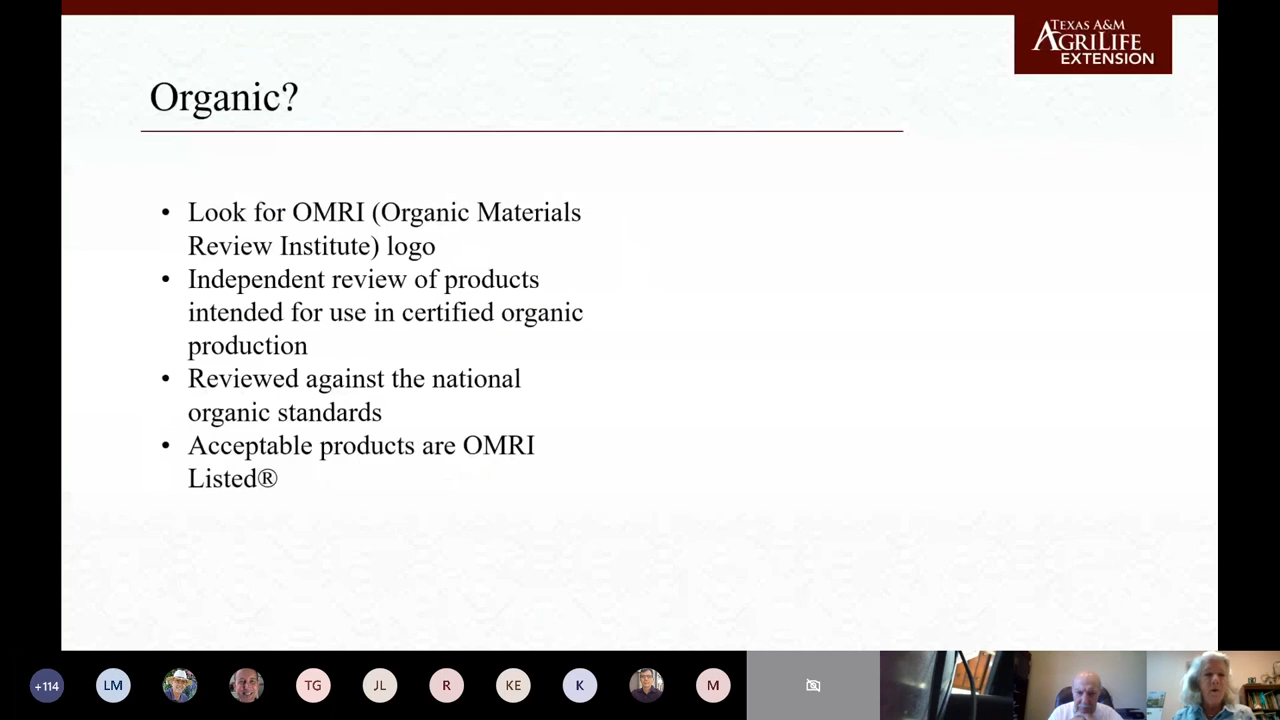 TEXAS A&M
AGRILIFE
EXTENSION
Organic?
• Look for OMRI (Organic Materials
Review Institute) logo
• Independent review of products
intended for use in certified organic
production
• Reviewed against the national
organic standards
• Acceptable products are OMRI
Listed®
+114 LM TG JL R KE K M